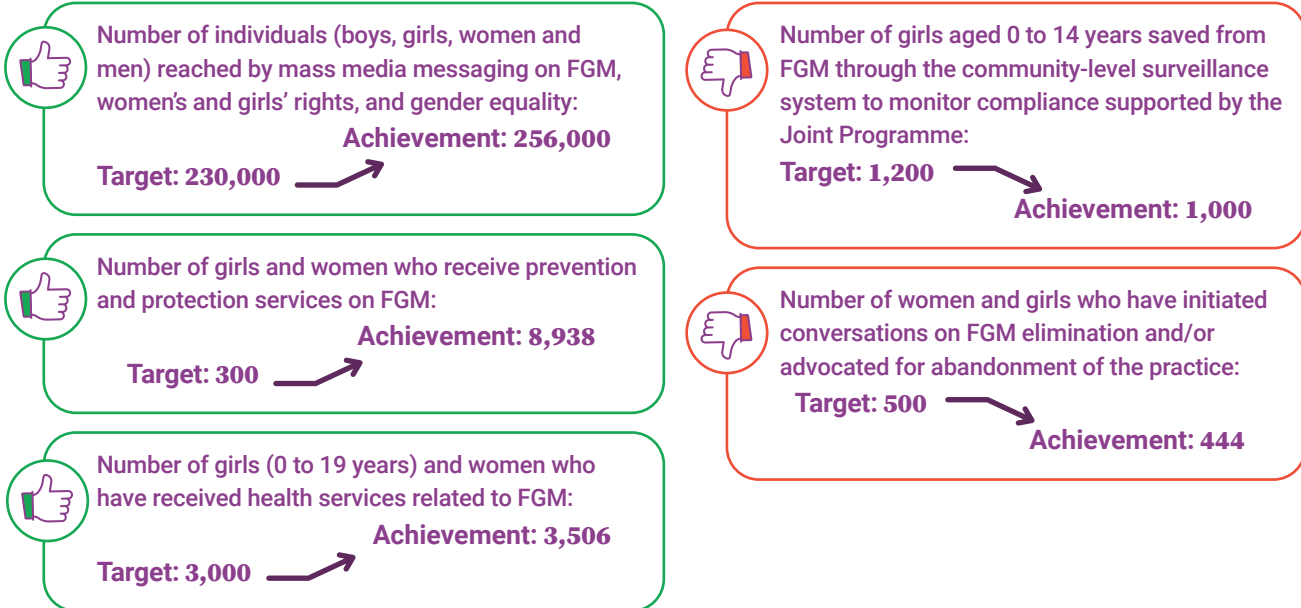 Number of individuals (boys, girls, women and
men) reached by mass media messaging on FGM,
women’s and girls’ rights, and gender equality:
Achievement: 256,000
Target: 230,000
Number of girls and women who receive prevention
and protection services on FGM:
Achievement: 8,938
Target: 300
Number of girls (0 to 19 years) and women who
have received health services related to FGM:
Achievement: 3,506
Target: 3,000
Number of girls aged 0 to 14 years saved from
FGM through the community-level surveillance
system to monitor compliance supported by the
Joint Programme:
Target: 1,200
Achievement: 1,000
Number of women and girls who have initiated
conversations on FGM elimination and/or
advocated for abandonment of the practice:
Target: 500
Achievement: 444